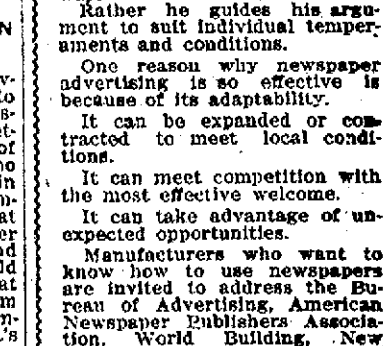 Rather he guides his argu-
ment to suit individual temper-
aments and conditions.
One reason why newspaper
advertising is so effective is
because of its adaptability.
It can be expanded or con-
tracted to meet local condi-
tions.
It can meet competition with
the most effective welcome.
It can take advantage of un-
expected opportunities.
Manufacturers who want to
know how to use newspapers
are invited to address the Bu-
reau of Advertising, American
Newspaper Publishers Associa-
tion, World Building, New